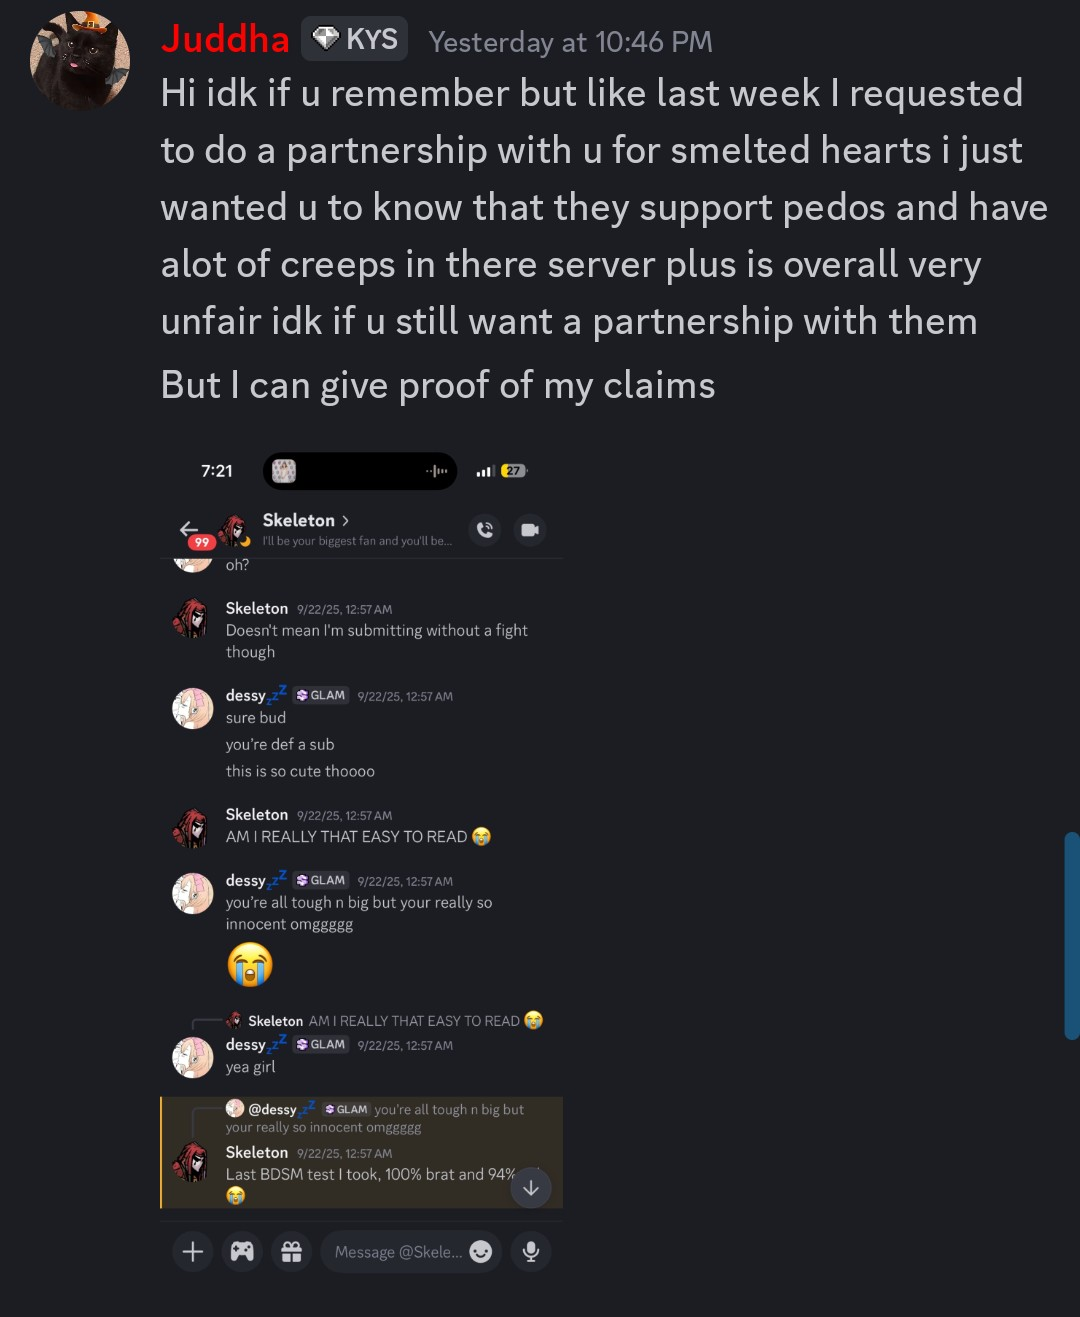 Juddha KYS Yesterday at 10:46 PM
Hi idk if u remember but like last week I requested
to do a partnership with u for smelted hearts i just
wanted u to know that they support pedos and have
alot of creeps in there server plus is overall very
unfair idk if u still want a partnership with them
But I can give proof of my claims
7:21 27
Skeleton >
99 I'll be your biggest fan and you'll be...
oh?
Skeleton 9/22/25, 12:57 AM
Doesn't mean I'm submitting without a fight
though
dessy 💤 GLAM 9/22/25, 12:57 AM
sure bud
you're def a sub
this is so cute thoooo
Skeleton 9/22/25, 12:57 AM
AM I REALLY THAT EASY TO READ 😭
dessy 💤 GLAM 9/22/25, 12:57 AM
you're all tough n big but your really so
innocent omggggg
😭
Skeleton AM I REALLY THAT EASY TO READ 😭
dessy 💤 GLAM 9/22/25, 12:57 AM
yea girl
@dessy 💤 GLAM you're all tough n big but
your really so innocent omggggg
Skeleton 9/22/25, 12:57 AM
Last BDSM test I took, 100% brat and 94%
😭
Message @Skele...